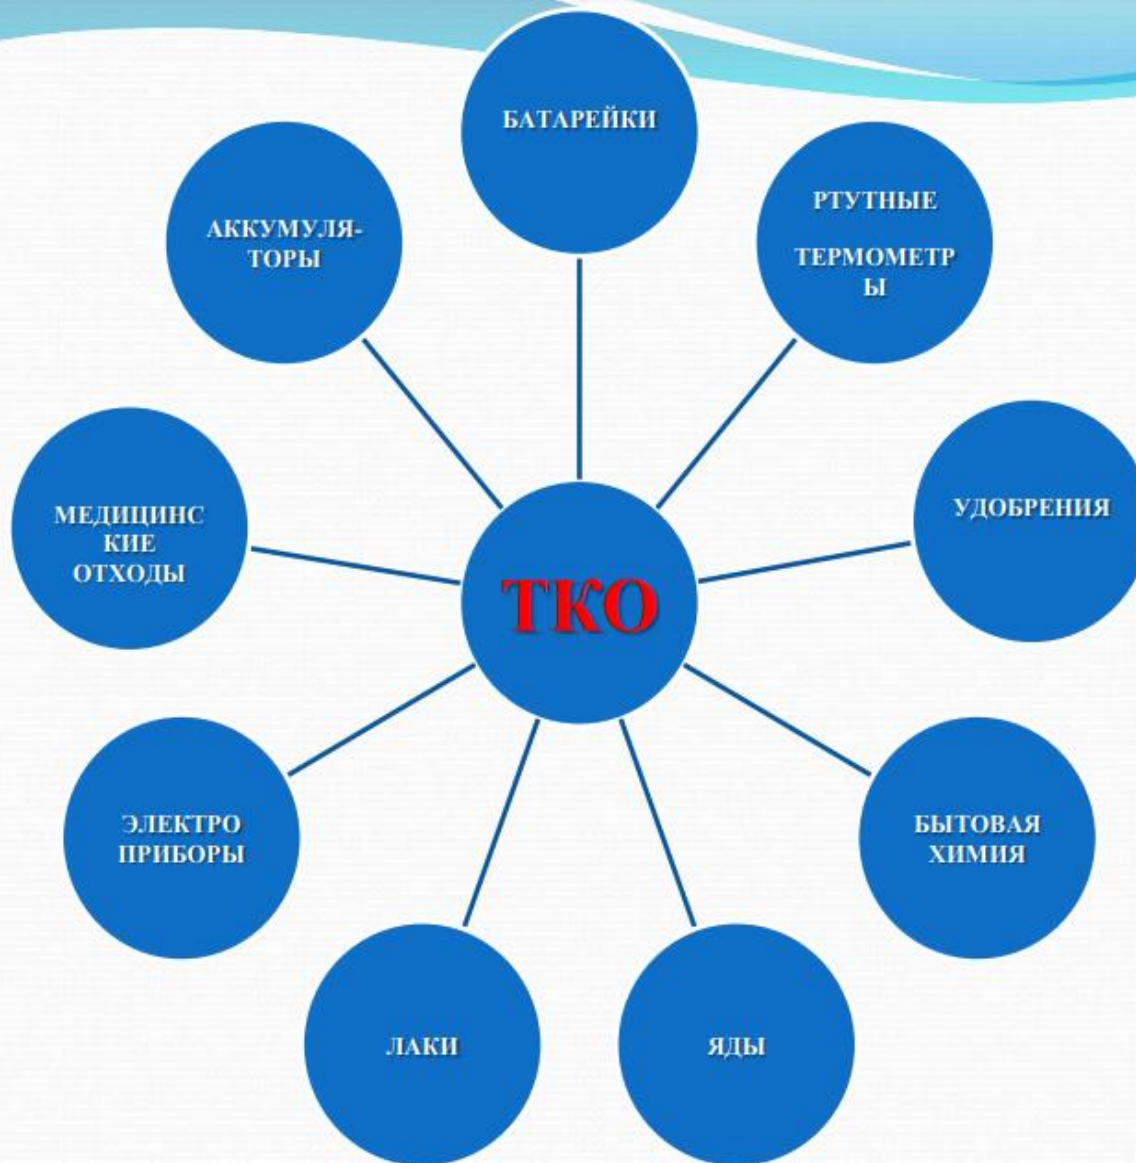 БАТАРЕЙКИ
РТУТНЫЕ
ТЕРМОМЕТР
Ы
УДОБРЕНИЯ
БЫТОВАЯ
ХИМИЯ
ЯДЫ
ЛАКИ
ЭЛЕКТРО
ПРИБОРЫ
МЕДИЦИНС
КИЕ
ОТХОДЫ
АККУМУЛЯ-
ТОРЫ
ТКО